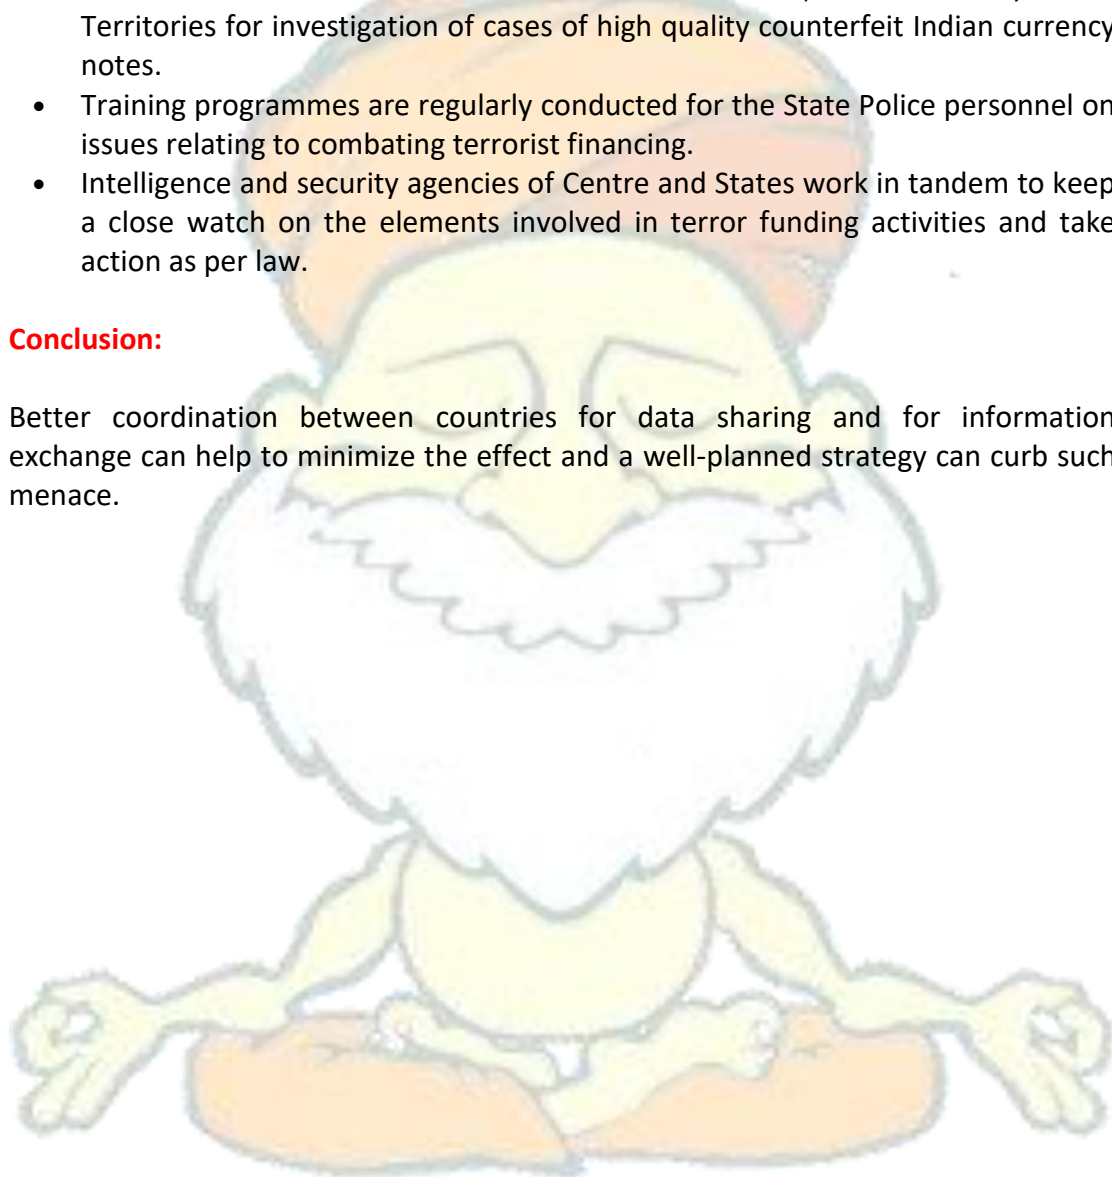 Territories for investigation of cases of high quality counterfeit Indian currency
notes.
• Training programmes are regularly conducted for the State Police personnel on
issues relating to combating terrorist financing.
• Intelligence and security agencies of Centre and States work in tandem to keep
a close watch on the elements involved in terror funding activities and take
action as per law.
Conclusion:
Better coordination between countries for data sharing and for information
exchange can help to minimize the effect and a well-planned strategy can curb such
menace.